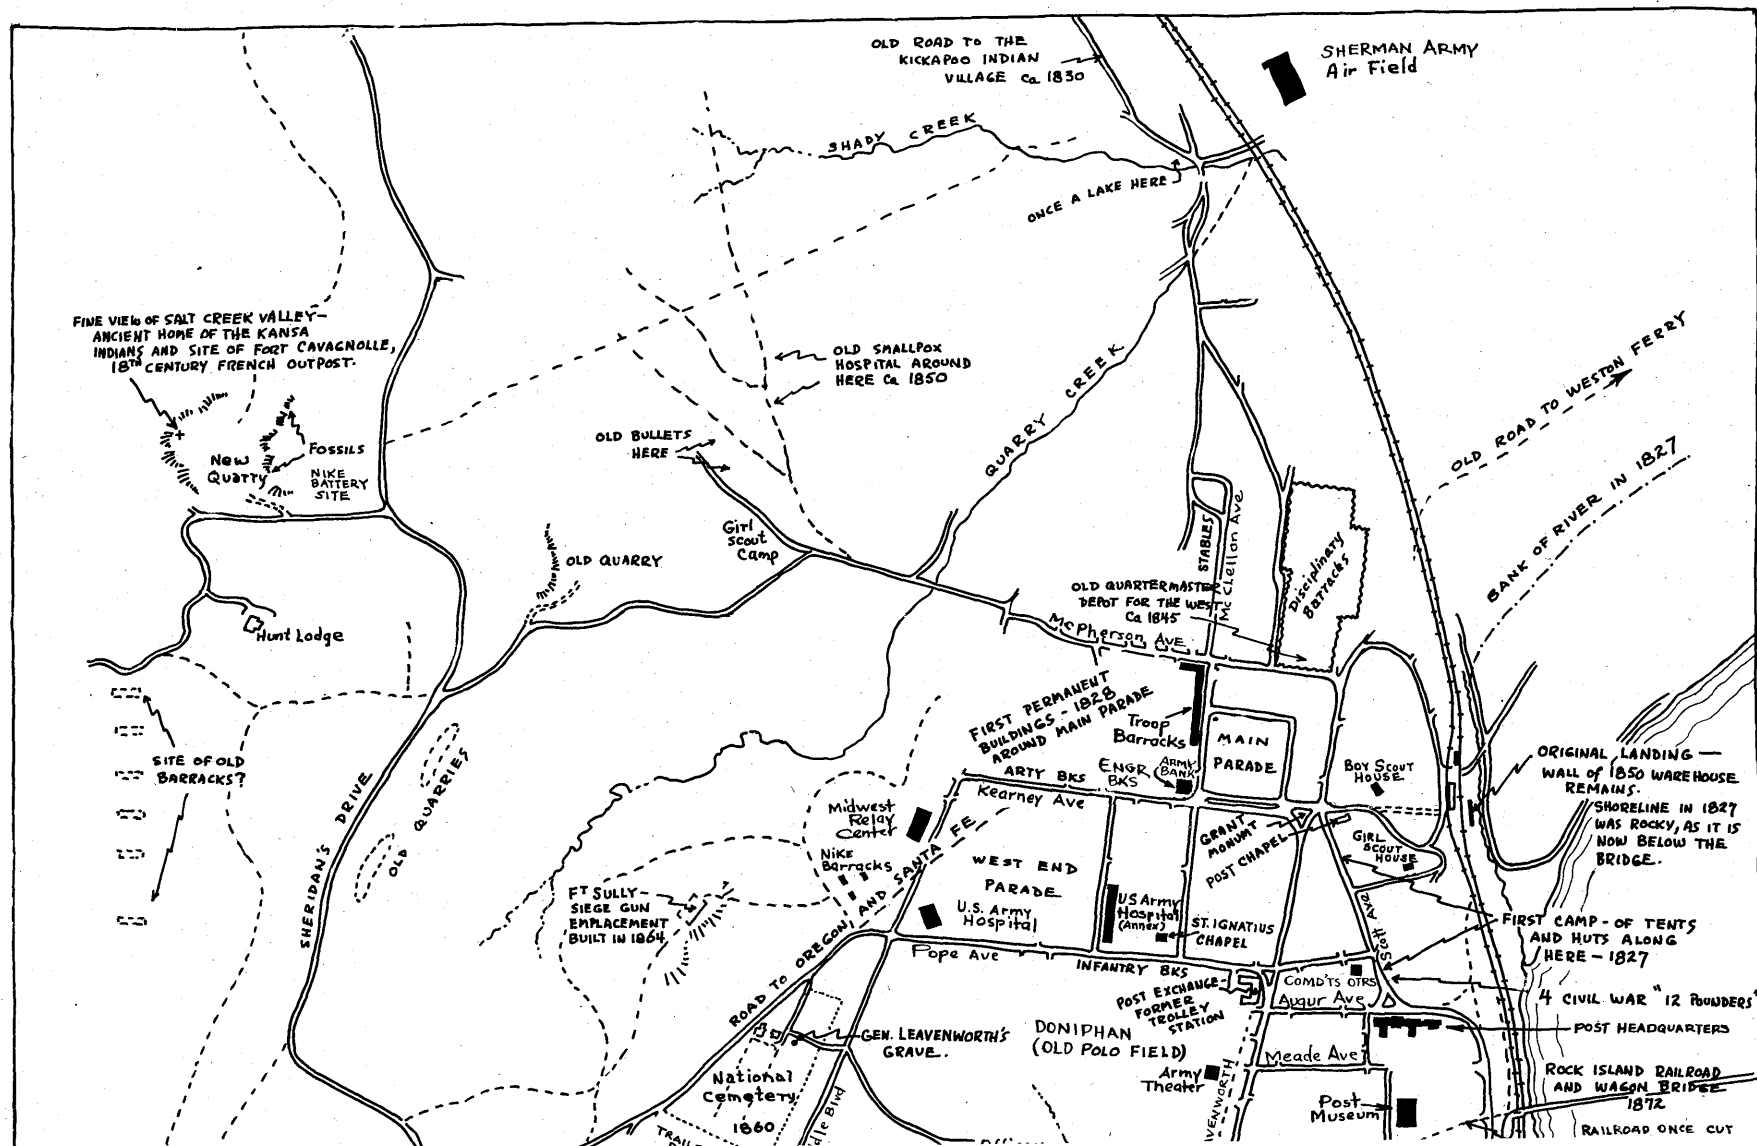 OLD ROAD TO THE
KICKAPOO INDIAN
VILLAGE Ca 1830
SHERMAN ARMY
Air Field
SHADY CREEK
ONCE A LAKE HERE
FINE VIEW OF SALT CREEK VALLEY-
ANCIENT HOME OF THE KANSA
INDIANS AND SITE OF FORT CAVAGNOLLE,
18TH CENTURY FRENCH OUTPOST.
OLD SMALLPOX
HOSPITAL AROUND
HERE Ca 1850
QUARRY CREEK
OLD ROAD TO WESTON FERRY
BANK OF RIVER IN 1827
FOSSILS
New
Quarry
NIKE
BATTERY
SITE
OLD BULLETS
HERE
Girl
Scout
Camp
OLD QUARRY
STABLES
McClellan Ave
Disciplinary
Barracks
OLD QUARTERMASTER
DEPOT FOR THE WEST
Ca 1845
McPherson AVE
Hunt Lodge
FIRST PERMANENT
BUILDINGS - 1828
AROUND MAIN PARADE
Troop
Barracks
MAIN
PARADE
SITE OF OLD
BARRACKS?
SHERIDAN'S DRIVE
OLD QUARRIES
ARTY BKS
ENGR
BKS
ARMY
BANK
Kearney Ave
BOY SCOUT
HOUSE
ORIGINAL LANDING —
WALL of 1850 WAREHOUSE
REMAINS.
SHORELINE IN 1827
WAS ROCKY, AS IT IS
NOW BELOW THE
BRIDGE.
Midwest
Relay
Center
Nike
Barracks
GRANT
MONUMT
POST CHAPEL
GIRL
SCOUT
HOUSE
WEST END
PARADE
FT SULLY-
SIEGE GUN
EMPLACEMENT
BUILT IN 1864
U.S. Army
Hospital
US Army
Hospital
(Annex)
ST. IGNATIUS
CHAPEL
Scott Ave
FIRST CAMP - OF TENTS
AND HUTS ALONG
HERE - 1827
ROAD TO OREGON AND SANTA FE
Pope Ave
INFANTRY BKS
POST EXCHANGE-
FORMER
TROLLEY
STATION
COMD'TS QTRS
Augur Ave
4 CIVIL WAR "12 POUNDERS"
POST HEADQUARTERS
GEN. LEAVENWORTH'S
GRAVE.
DONIPHAN
(OLD POLO FIELD)
Meade Ave
Army
Theater
National
Cemetery
1860
Post
Museum
ROCK ISLAND RAILROAD
AND WAGON BRIDGE
1872
RAILROAD ONCE CUT